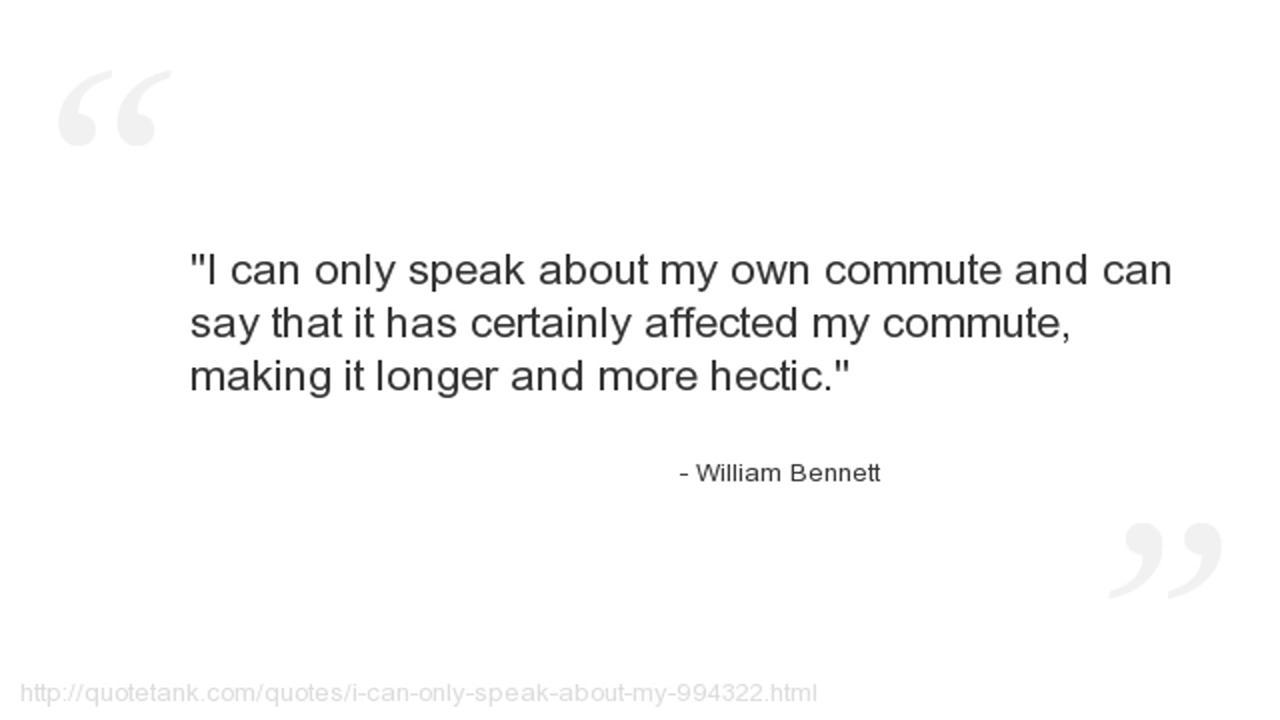 "I can only speak about my own commute and can
say that it has certainly affected my commute,
making it longer and more hectic."
- William Bennett
http://quotetank.com/quotes/i-can-only-speak-about-my-994322.html